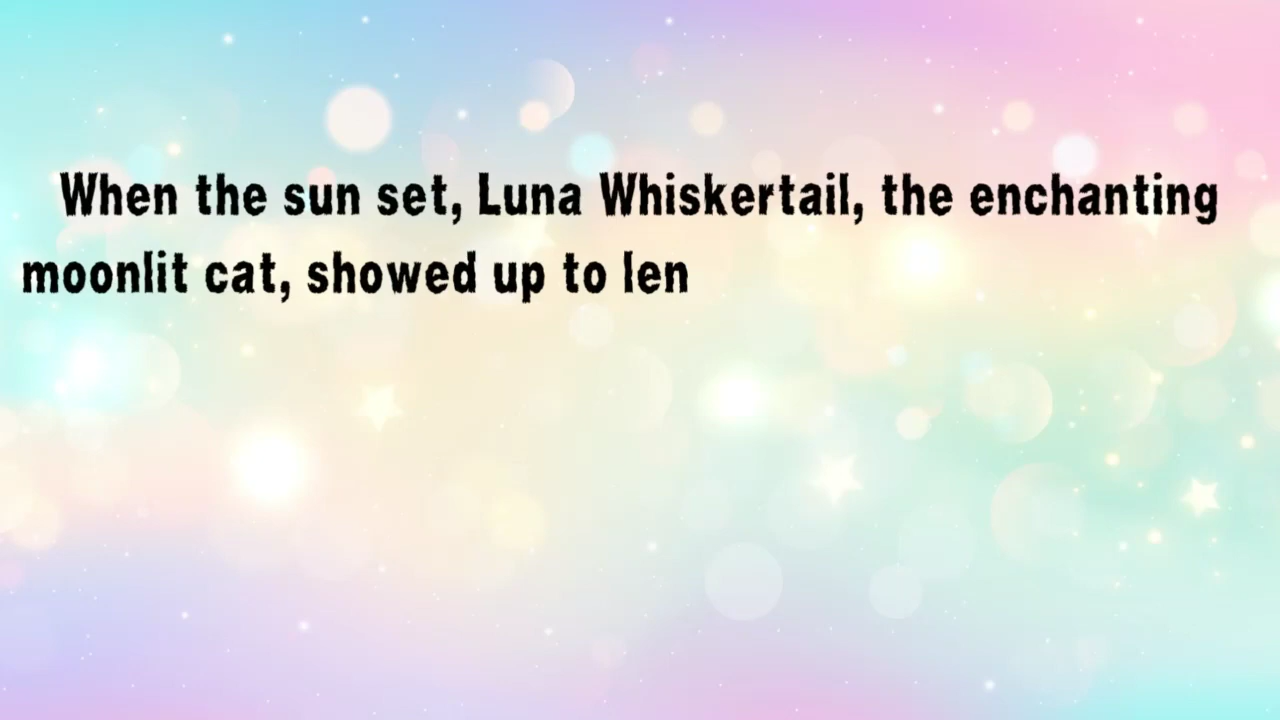 When the sun set, Luna Whiskertail, the enchanting
moonlit cat, showed up to len